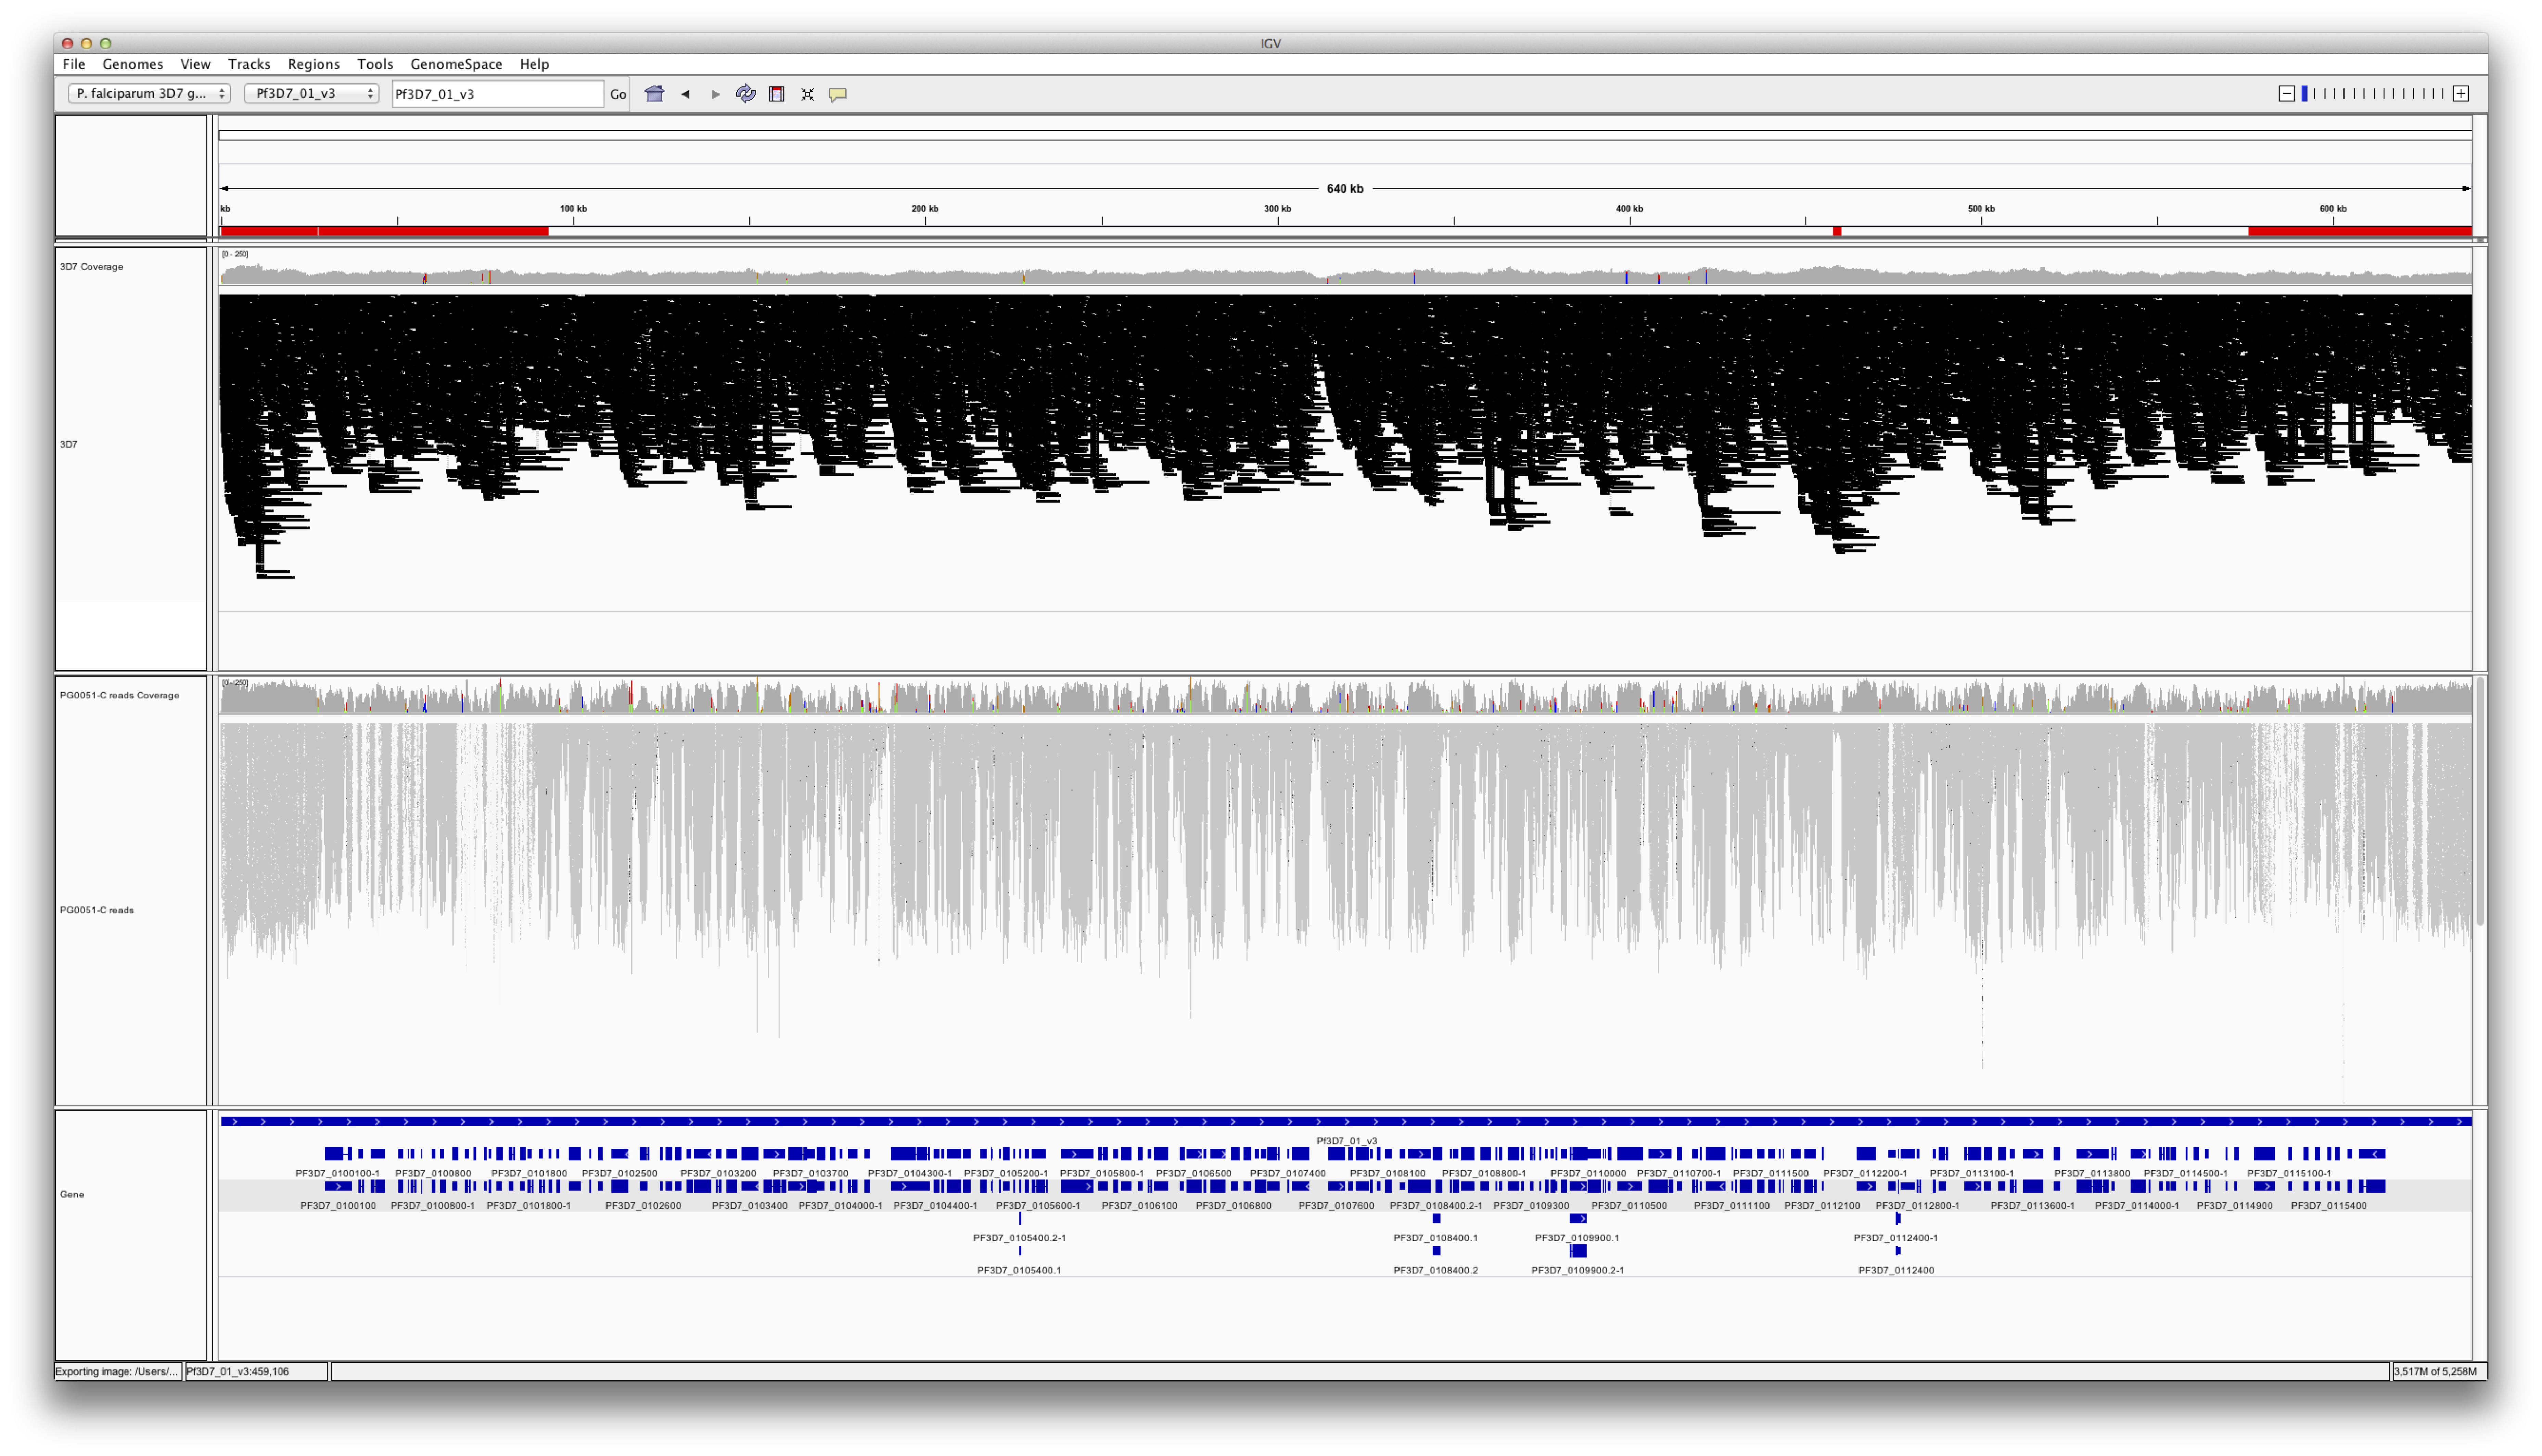 IGV
File Genomes View Tracks Regions Tools GenomeSpace Help
P. falciparum 3D7 g... Pf3D7_01_v3 Pf3D7_01_v3 Go
640 kb
kb 100 kb 200 kb 300 kb 400 kb 500 kb 600 kb
[0 - 250]
3D7 Coverage
3D7
[0 - 250]
PG0051-C reads Coverage
PG0051-C reads
Pf3D7_01_v3
PF3D7_0100100-1 PF3D7_0100800 PF3D7_0101800 PF3D7_0102500 PF3D7_0103200 PF3D7_0103700 PF3D7_0104300-1 PF3D7_0105200-1 PF3D7_0105800-1 PF3D7_0106500 PF3D7_0107400 PF3D7_0108100 PF3D7_0108800-1 PF3D7_0110000 PF3D7_0110700-1 PF3D7_0111500 PF3D7_0112200-1 PF3D7_0113100-1 PF3D7_0113800 PF3D7_0114500-1 PF3D7_0115100-1
Gene
PF3D7_0100100 PF3D7_0100800-1 PF3D7_0101800-1 PF3D7_0102600 PF3D7_0103400 PF3D7_0104000-1 PF3D7_0104400-1 PF3D7_0105600-1 PF3D7_0106100 PF3D7_0106800 PF3D7_0107600 PF3D7_0108400.2-1 PF3D7_0109300 PF3D7_0110500 PF3D7_0111100 PF3D7_0112100 PF3D7_0112800-1 PF3D7_0113600-1 PF3D7_0114000-1 PF3D7_0114900 PF3D7_0115400
PF3D7_0105400.2-1 PF3D7_0108400.1 PF3D7_0109900.1 PF3D7_0112400-1
PF3D7_0105400.1 PF3D7_0108400.2 PF3D7_0109900.2-1 PF3D7_0112400
Exporting image: /Users/... Pf3D7_01_v3:459,106 3,517M of 5,258M